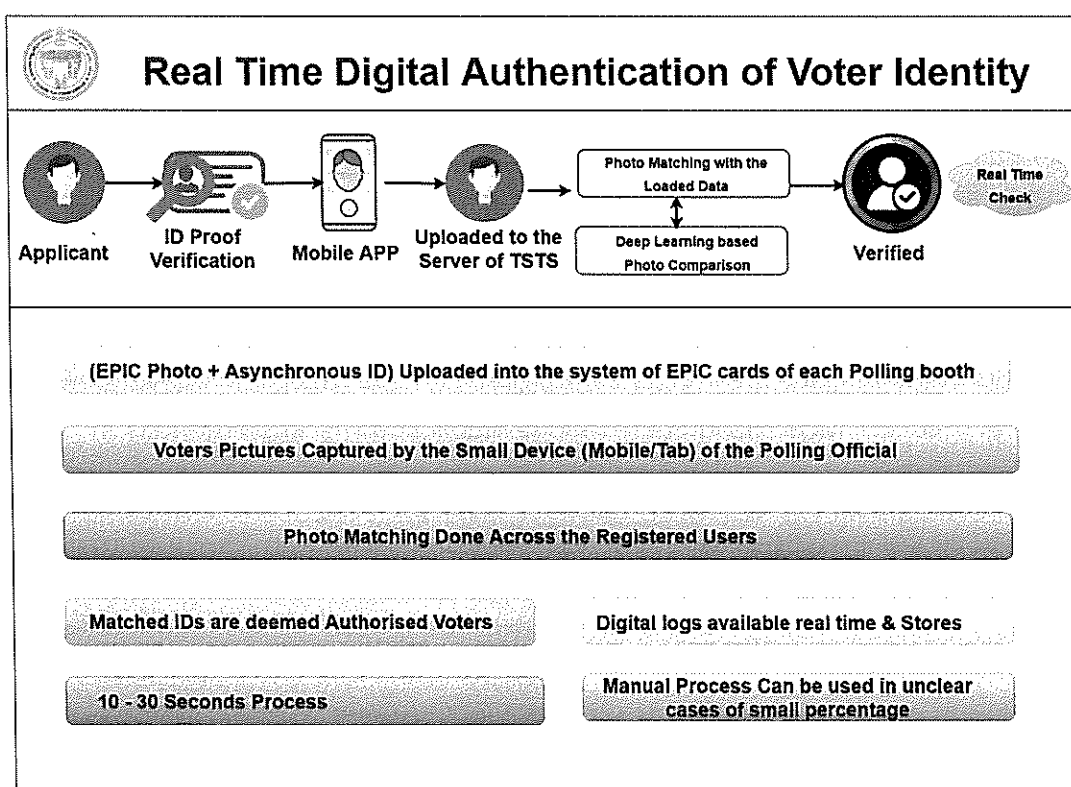 Real Time Digital Authentication of Voter Identity
Photo Matching with the
Loaded Data
Real Time
Check
Deep Learning based
Photo Comparison
Applicant
ID Proof
Verification
Mobile APP
Uploaded to the
Server of TSTS
Verified
(EPIC Photo + Asynchronous ID) Uploaded into the system of EPIC cards of each Polling booth
Voters Pictures Captured by the Small Device (Mobile/Tab) of the Polling Official
Photo Matching Done Across the Registered Users
Matched IDs are deemed Authorised Voters
Digital logs available real time & Stores
10 - 30 Seconds Process
Manual Process Can be used in unclear
cases of small percentage